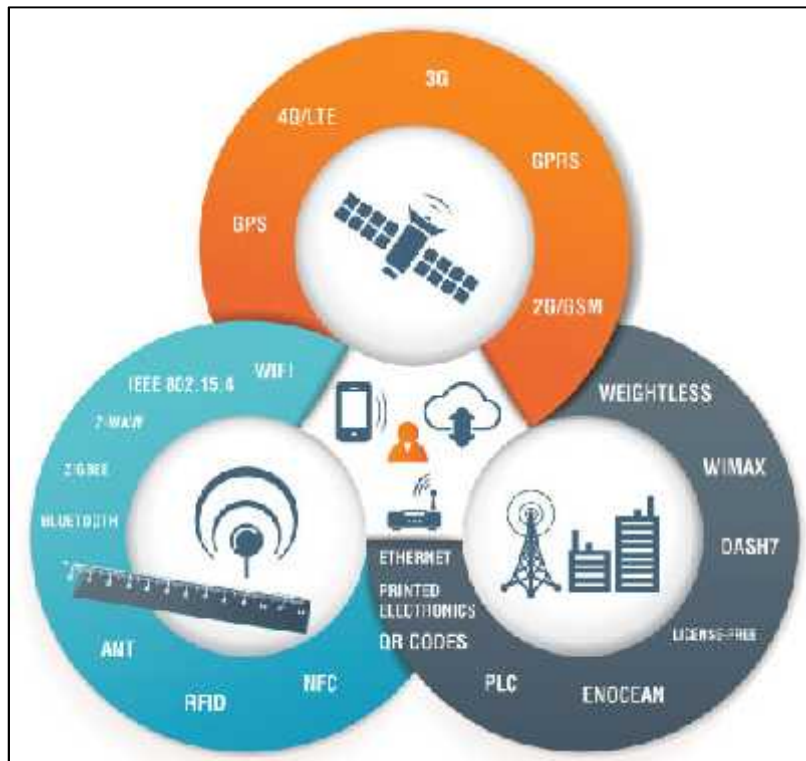 3G
4G/LTE
GPRS
GPS
2G/GSM
WIFI
IEEE 802.15.4
Z-WAVE
ZIGBEE
BLUETOOTH
ANT
RFID
NFC
WEIGHTLESS
WIMAX
DASH7
LICENSE-FREE
ENOCEAN
PLC
ETHERNET
PRINTED
ELECTRONICS
QR CODES